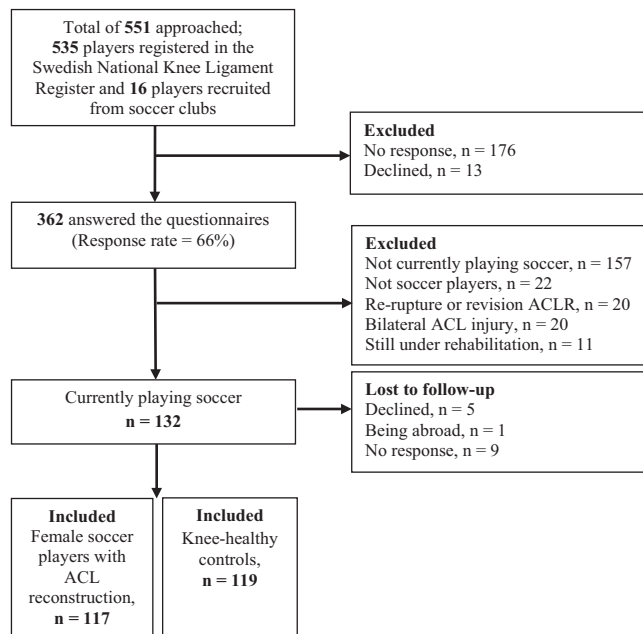 Total of 551 approached;
535 players registered in the
Swedish National Knee Ligament
Register and 16 players recruited
from soccer clubs
Excluded
No response, n = 176
Declined, n = 13
362 answered the questionnaires
(Response rate = 66%)
Excluded
Not currently playing soccer, n = 157
Not soccer players, n = 22
Re-rupture or revision ACLR, n = 20
Bilateral ACL injury, n = 20
Still under rehabilitation, n = 11
Currently playing soccer
n = 132
Lost to follow-up
Declined, n = 5
Being abroad, n = 1
No response, n = 9
Included
Female soccer
players with
ACL
reconstruction,
n = 117
Included
Knee-healthy
controls,
n = 119